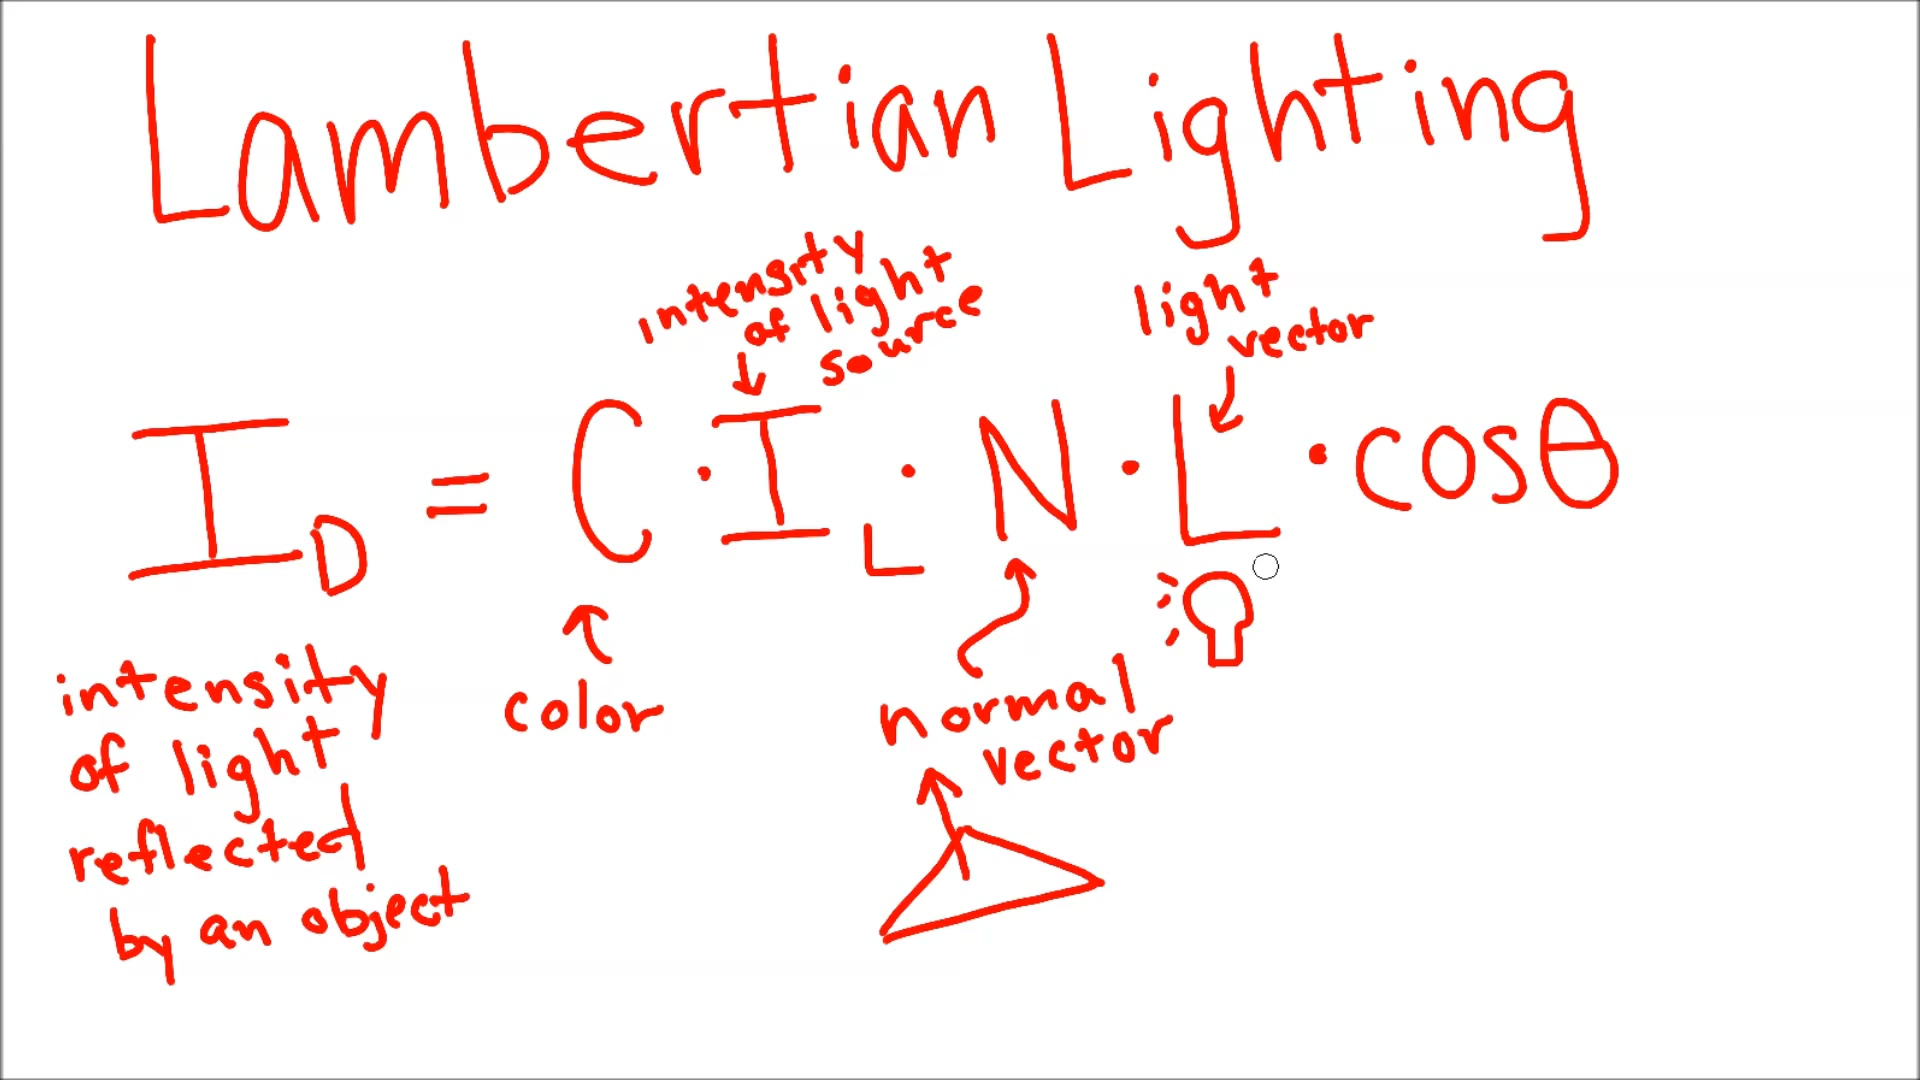 Lambertian Lighting
intensity
of light
source
light
vector
I_D = C · I_L · N · L · cosθ
color
normal
vector
intensity
of light
reflected
by an object